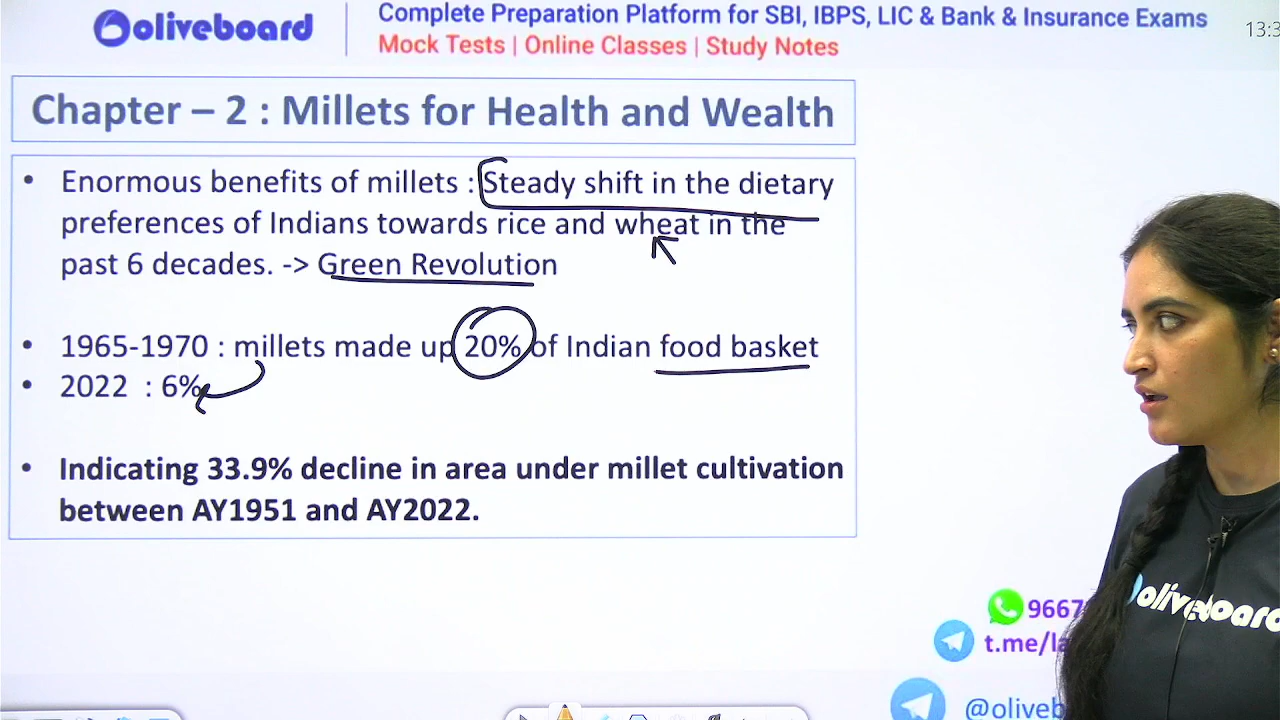 oliveboard
Complete Preparation Platform for SBI, IBPS, LIC & Bank & Insurance Exams
Mock Tests | Online Classes | Study Notes
13:3
Chapter – 2 : Millets for Health and Wealth
• Enormous benefits of millets : Steady shift in the dietary
preferences of Indians towards rice and wheat in the
past 6 decades. -> Green Revolution
• 1965-1970 : millets made up 20% of Indian food basket
• 2022 : 6%
• Indicating 33.9% decline in area under millet cultivation
between AY1951 and AY2022.
oliveboard
9667
t.me/la
@oliveb